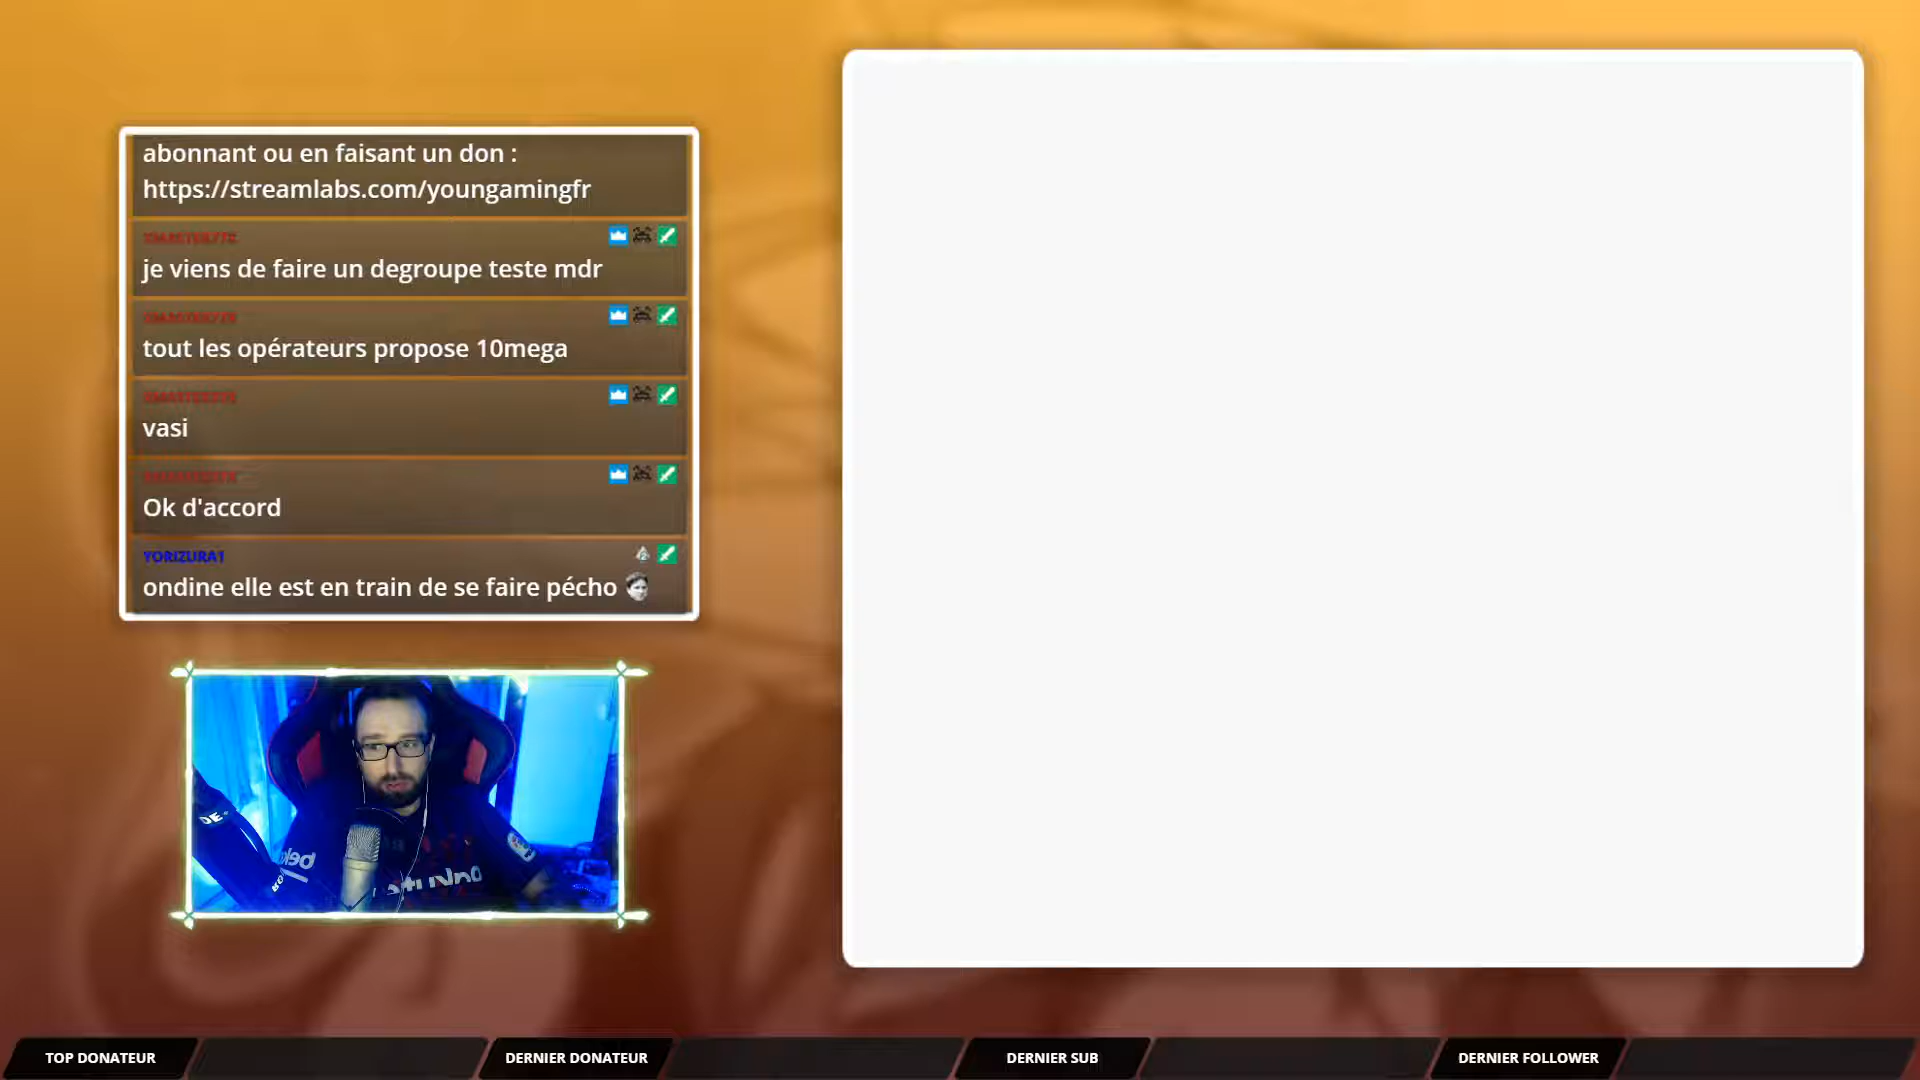 abonnant ou en faisant un don :
https://streamlabs.com/youngamingfr
je viens de faire un degroupe teste mdr
tout les opérateurs propose 10mega
vasi
Ok d'accord
YORIZURA1
ondine elle est en train de se faire pécho
TOP DONATEUR
DERNIER DONATEUR
DERNIER SUB
DERNIER FOLLOWER